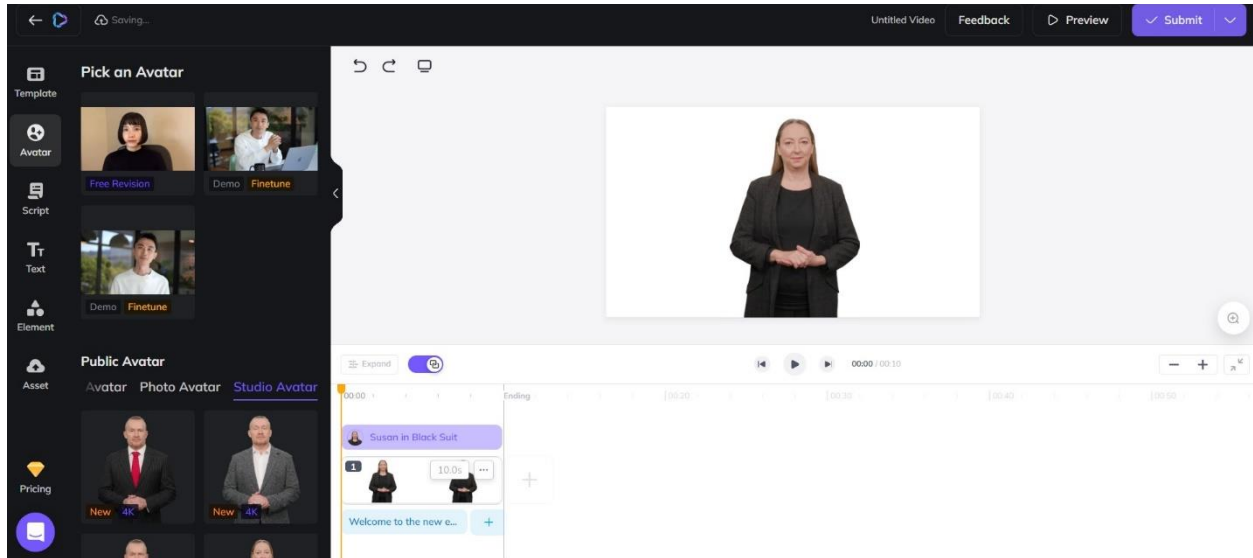 Saving...
Untitled Video
Feedback
Preview
Submit
Template
Avatar
Script
TT
Text
Element
Asset
Pricing
Pick an Avatar
Free Revision
Demo Finetune
Demo Finetune
Public Avatar
Avatar Photo Avatar Studio Avatar
New 4K
New 4K
Expand
00:00 / 00:10
00:00
Ending
00:20
00:30
00:40
00:50
Susan in Black Suit
1
10.0s
Welcome to the new e...